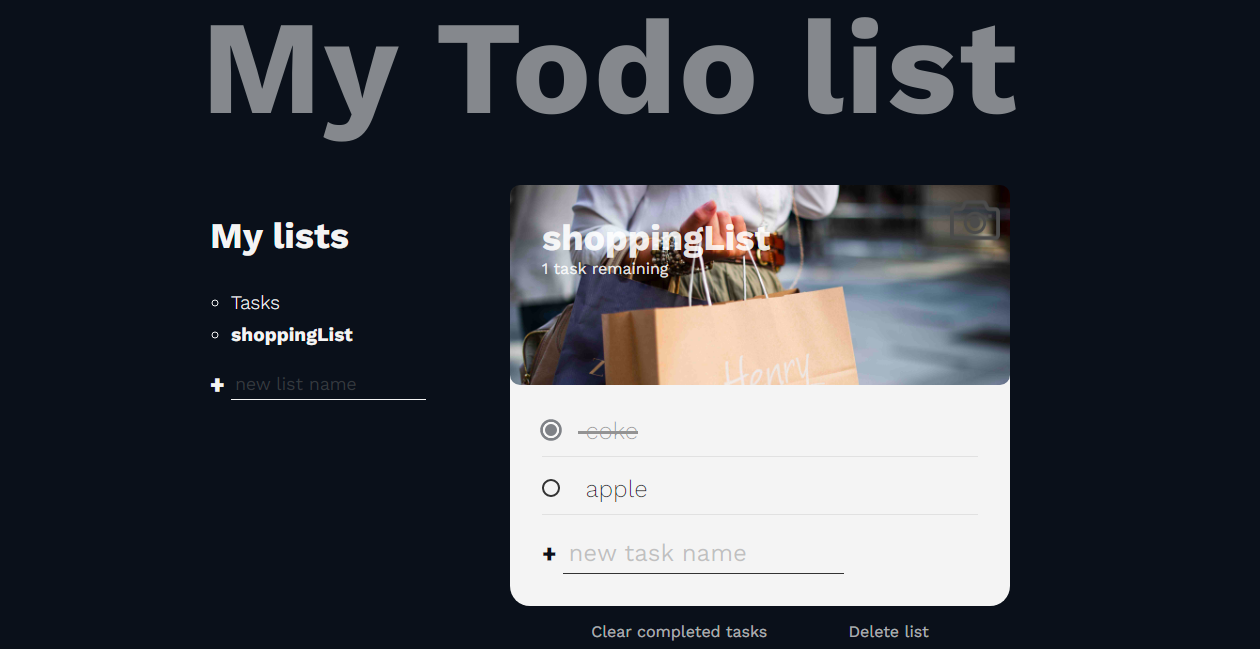 My Todo list
My lists
Tasks
shoppingList
new list name
shoppingList
1 task remaining
Henry
coke
apple
new task name
Clear completed tasks
Delete list